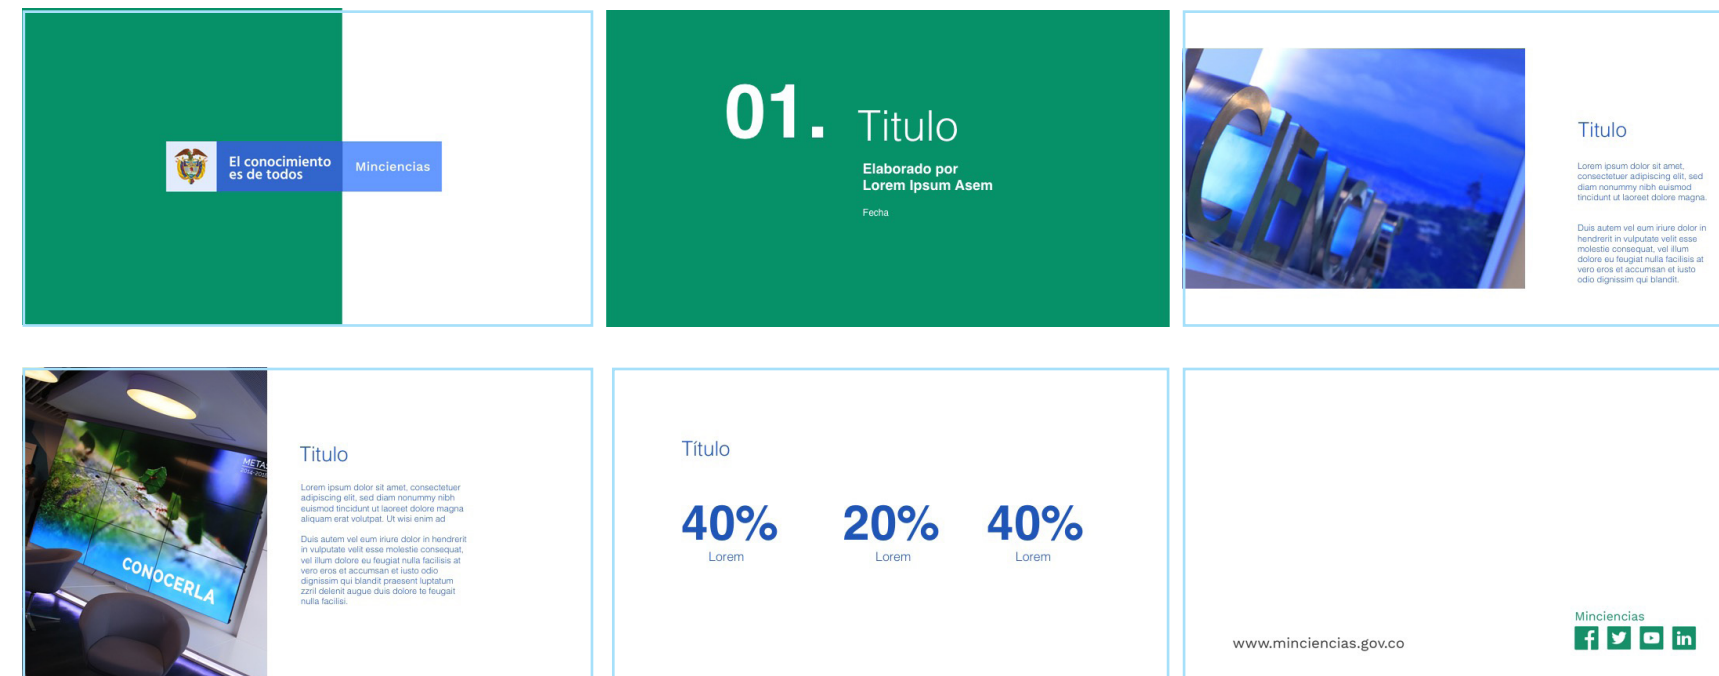 El conocimiento
es de todos
Minciencias
01.
Titulo
Elaborado por
Lorem Ipsum Asem
Fecha
Titulo
Lorem ipsum dolor sit amet,
consectetuer adipiscing elit, sed
diam nonummy nibh euismod
tincidunt ut laoreet dolore magna.
Duis autem vel eum iriure dolor in
hendrerit in vulputate velit esse
molestie consequat, vel illum
dolore eu feugiat nulla facilisis at
vero eros et accumsan et iusto
odio dignissim qui blandit.
METAS
CONOCERLA
Titulo
Lorem ipsum dolor sit amet, consectetuer
adipiscing elit, sed diam nonummy nibh
euismod tincidunt ut laoreet dolore magna
aliquam erat volutpat. Ut wisi enim ad
Duis autem vel eum iriure dolor in hendrerit
in vulputate velit esse molestie consequat,
vel illum dolore eu feugiat nulla facilisis at
vero eros et accumsan et iusto odio
dignissim qui blandit praesent luptatum
zzril delenit augue duis dolore te feugait
nulla facilisi.
Título
40% 20% 40%
Lorem Lorem Lorem
Minciencias
www.minciencias.gov.co